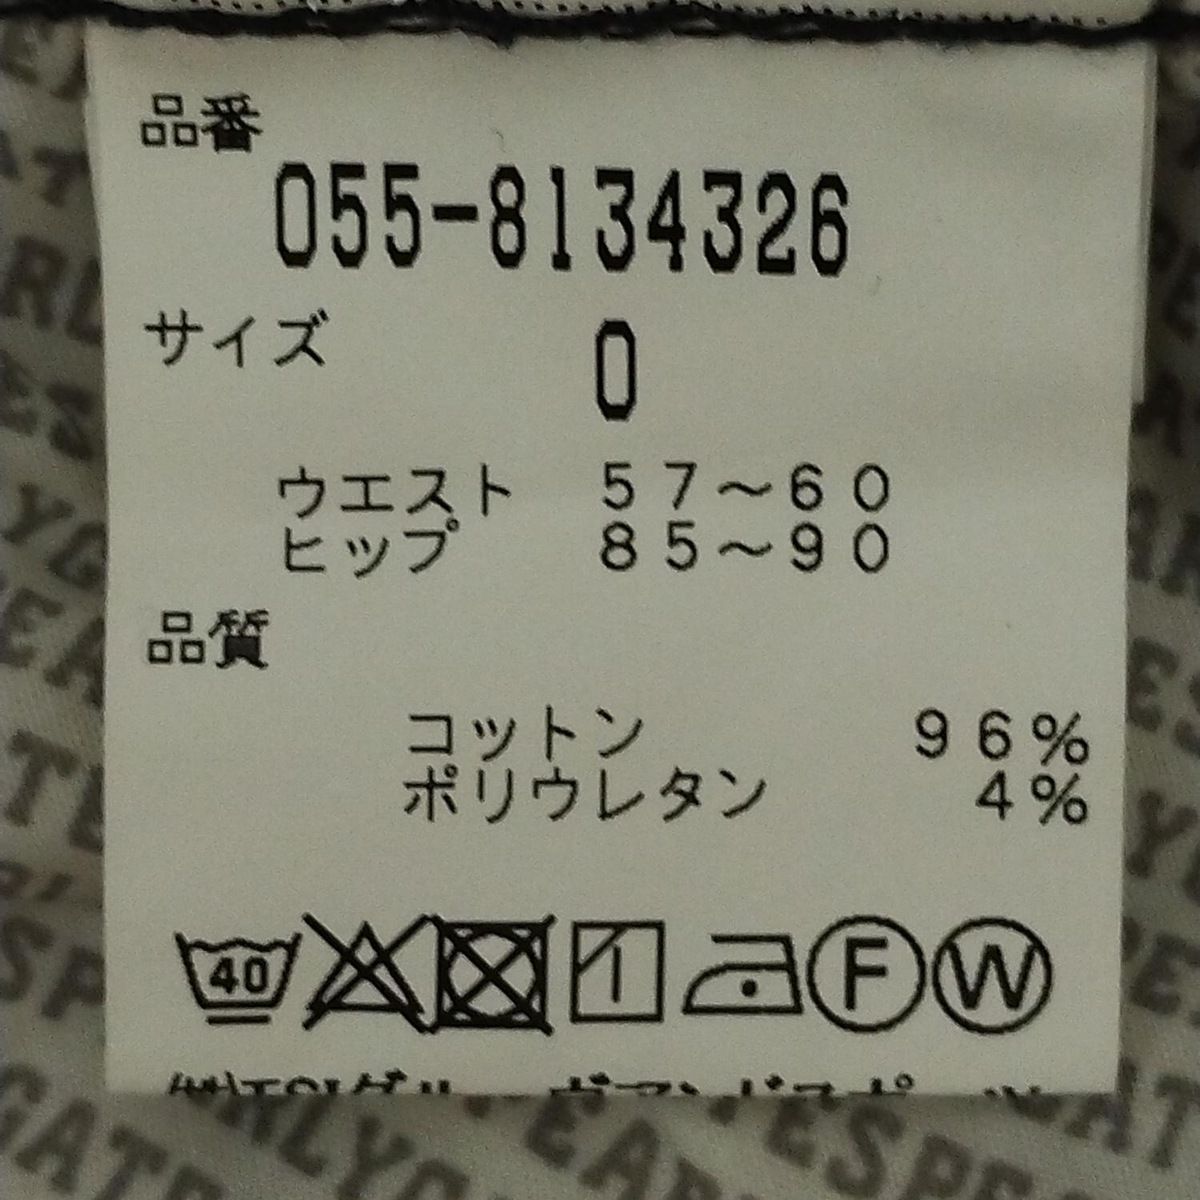 品番
055-8134326
サイズ
0
ウエスト 57〜60
ヒップ 85〜90
品質
コットン 96%
ポリウレタン 4%
40 F W